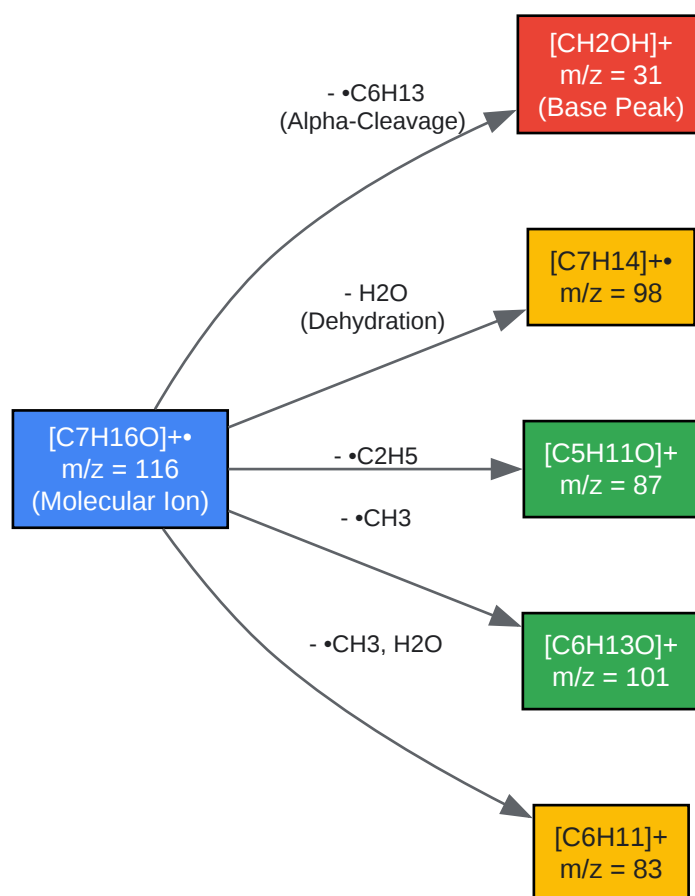 [CH2OH]+
m/z = 31
(Base Peak)
- •C6H13
(Alpha-Cleavage)
[C7H14]+•
m/z = 98
- H2O
(Dehydration)
[C7H16O]+•
m/z = 116
(Molecular Ion)
- •C2H5
[C5H11O]+
m/z = 87
- •CH3
[C6H13O]+
m/z = 101
- •CH3, H2O
[C6H11]+
m/z = 83